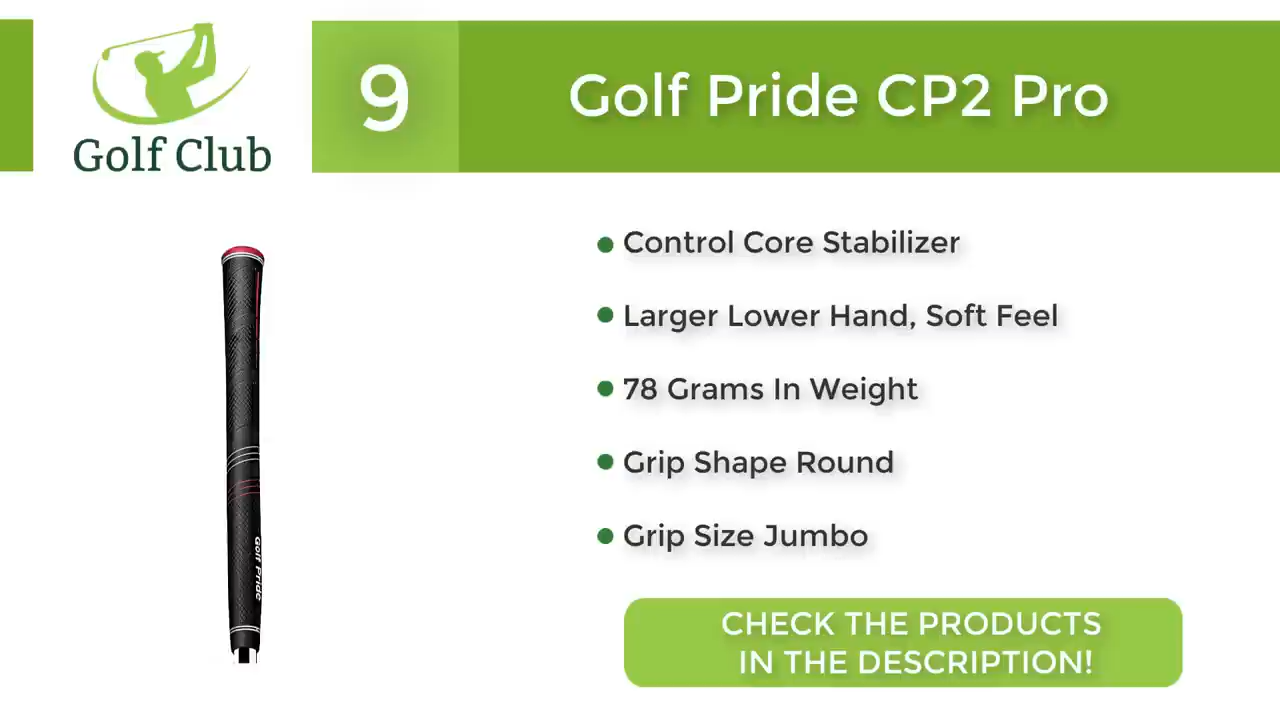 Golf Club
9
Golf Pride CP2 Pro
Control Core Stabilizer
Larger Lower Hand, Soft Feel
78 Grams In Weight
Grip Shape Round
Grip Size Jumbo
Golf Pride
CHECK THE PRODUCTS
IN THE DESCRIPTION!